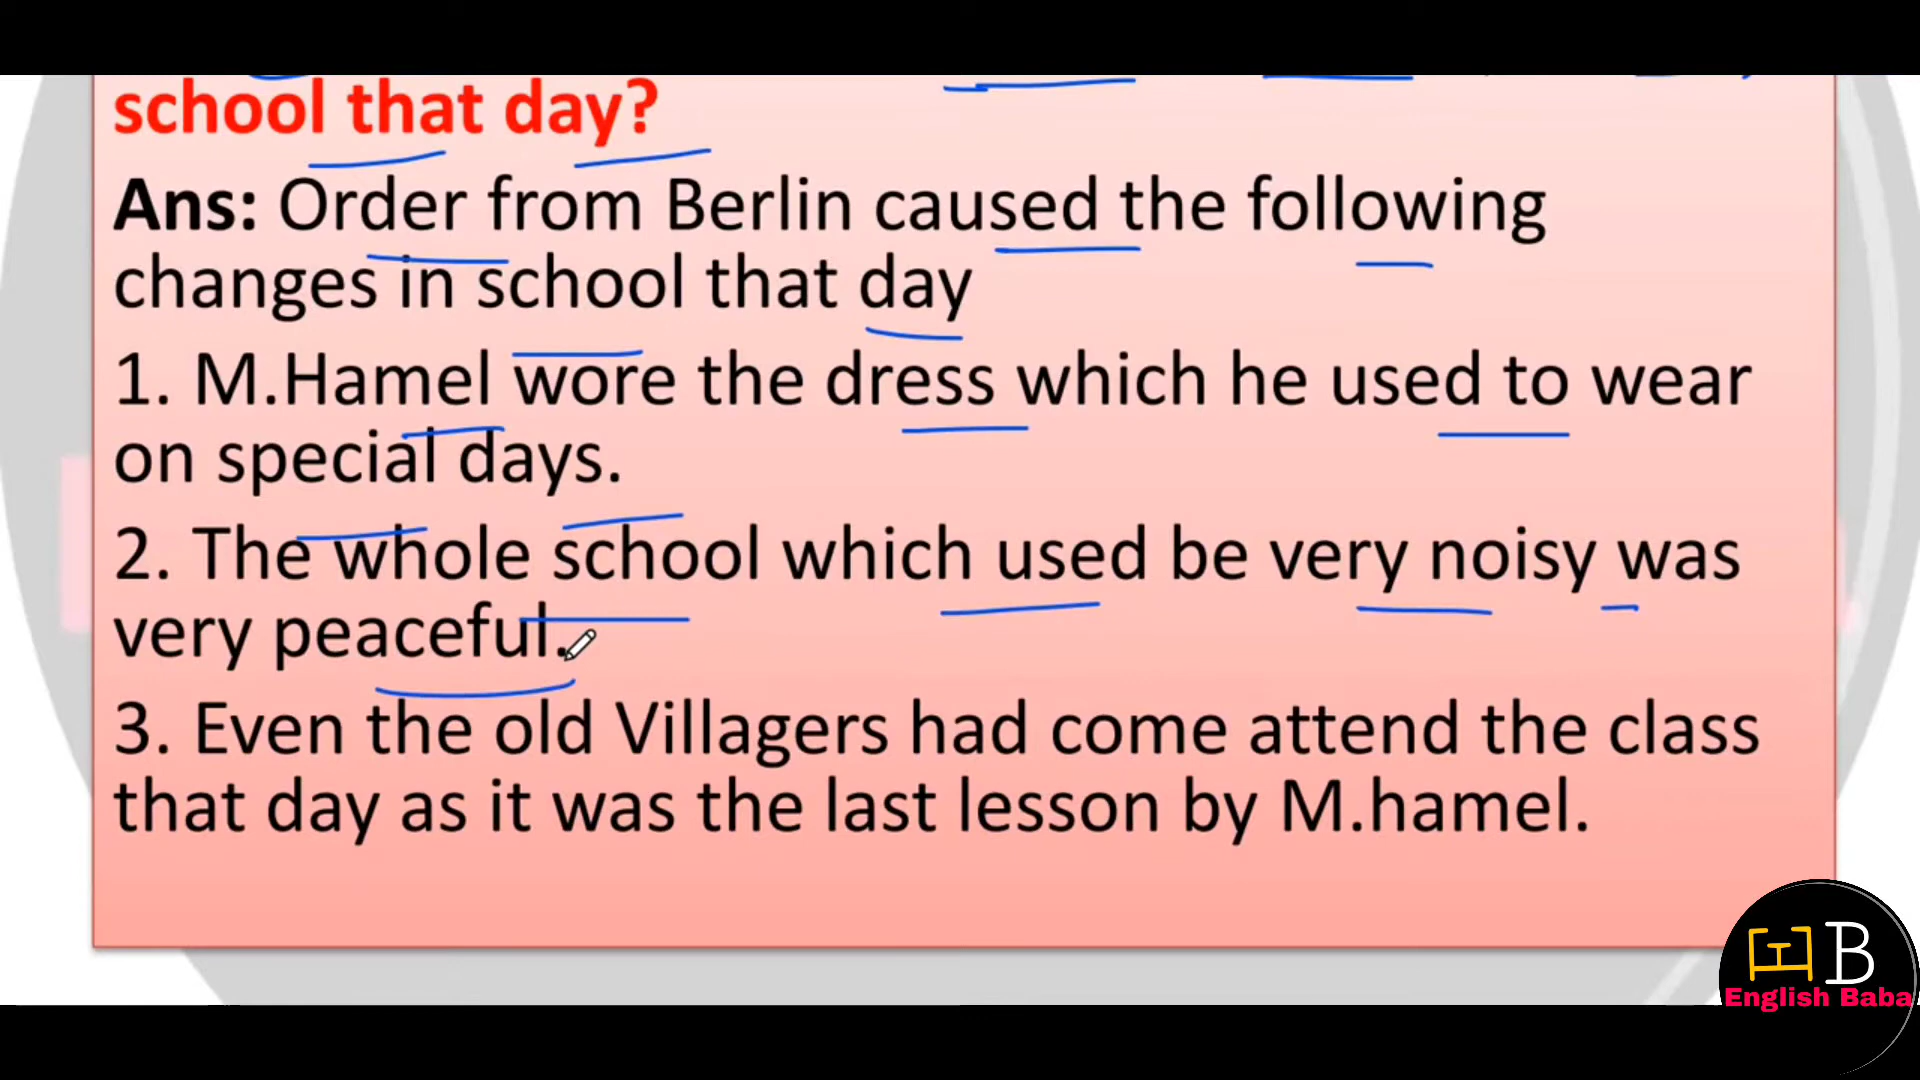 school that day?
Ans: Order from Berlin caused the following
changes in school that day
1. M.Hamel wore the dress which he used to wear
on special days.
2. The whole school which used be very noisy was
very peaceful.
3. Even the old Villagers had come attend the class
that day as it was the last lesson by M.hamel.
EB
English Baba